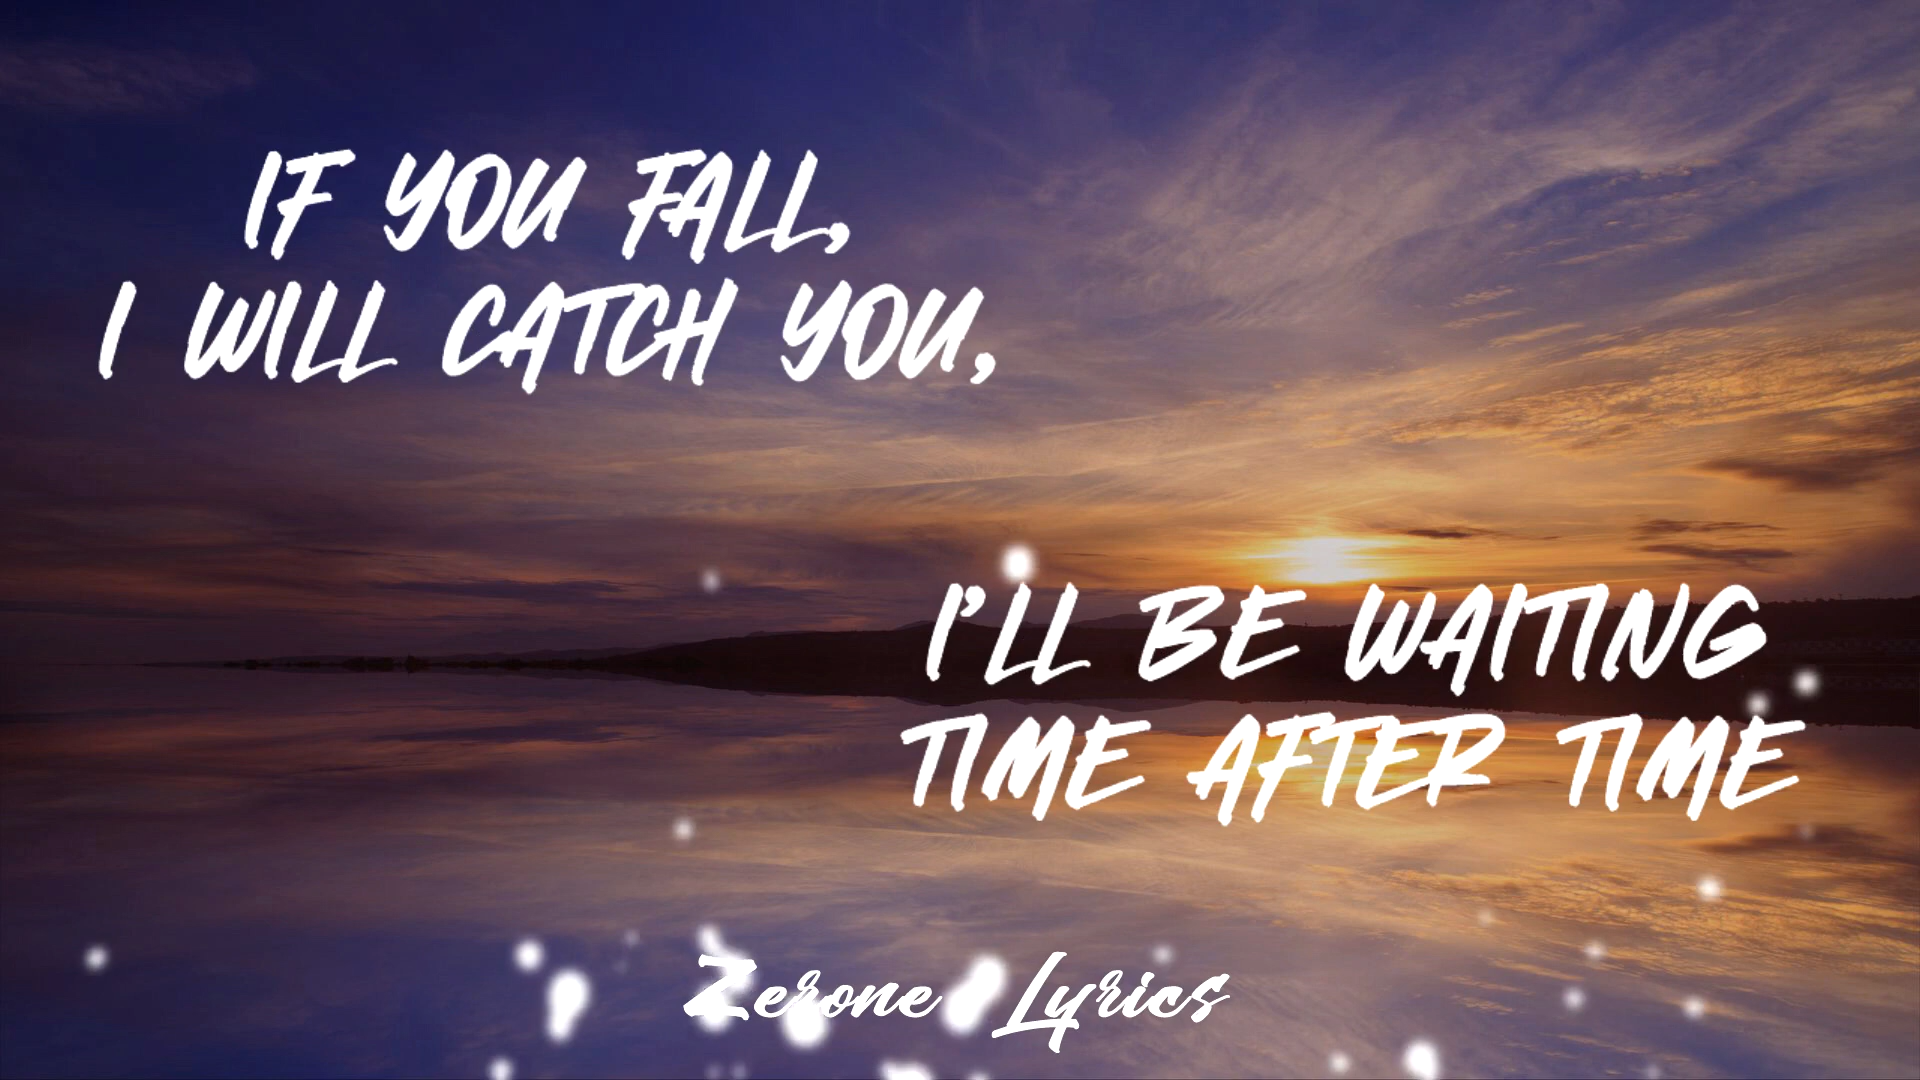 IF YOU FALL,
I WILL CATCH YOU,
I'LL BE WAITING
TIME AFTER TIME
Zerone Lyrics